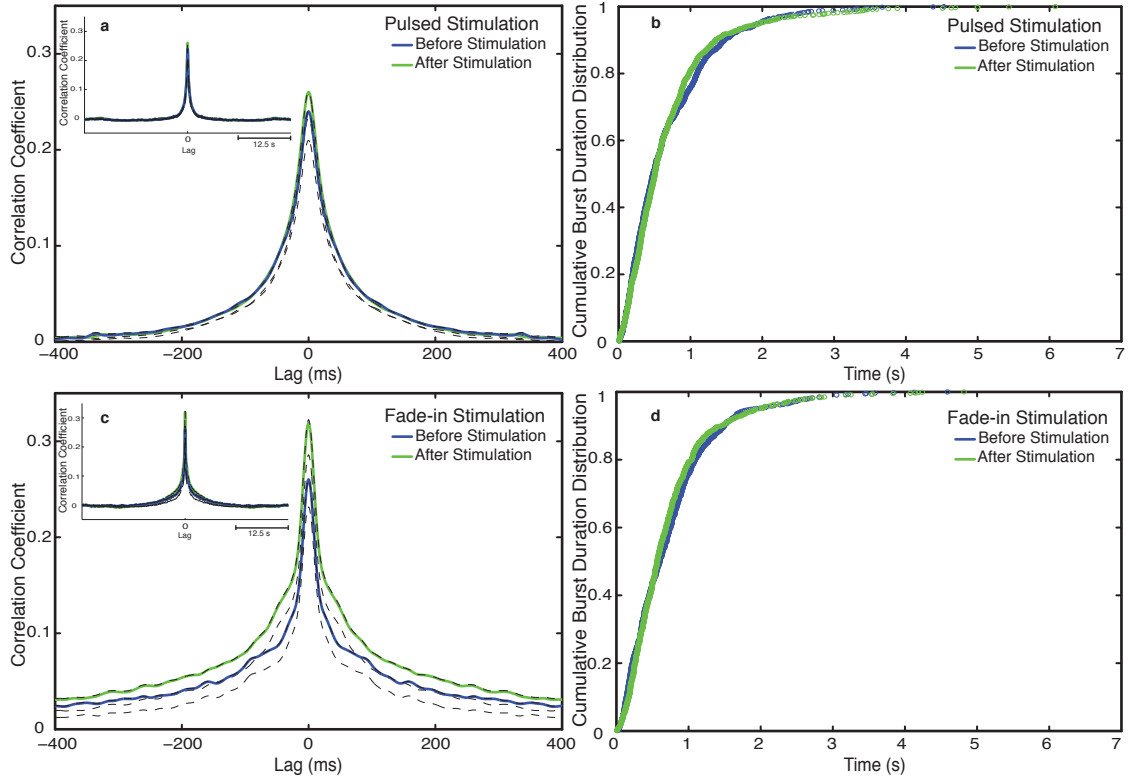 a
Pulsed Stimulation
Before Stimulation
After Stimulation
Correlation Coefficient
0.3
0.2
0.1
0
−400
−200
0
200
400
Lag (ms)
Correlation Coefficient
0.3
0.2
0.1
0
0
Lag
12.5 s
b
Pulsed Stimulation
Before Stimulation
After Stimulation
Cumulative Burst Duration Distribution
1
0.8
0.6
0.4
0.2
0
0
1
2
3
4
5
6
7
Time (s)
c
Fade-in Stimulation
Before Stimulation
After Stimulation
Correlation Coefficient
0.3
0.2
0.1
0
−400
−200
0
200
400
Lag (ms)
Correlation Coefficient
0.3
0.2
0.1
0
0
Lag
12.5 s
d
Fade-in Stimulation
Before Stimulation
After Stimulation
Cumulative Burst Duration Distribution
1
0.8
0.6
0.4
0.2
0
0
1
2
3
4
5
6
7
Time (s)